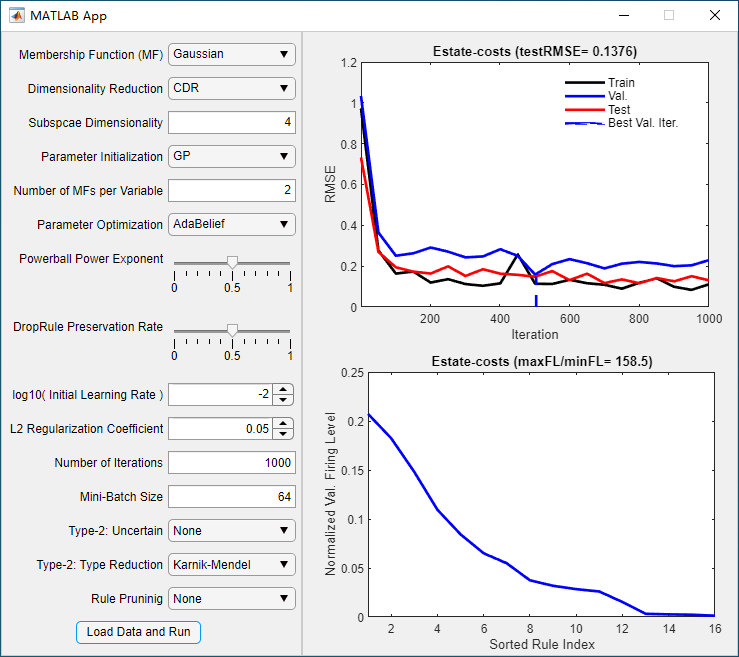 MATLAB App
Membership Function (MF) Gaussian
Dimensionality Reduction CDR
Subspcae Dimensionality 4
Parameter Initialization GP
Number of MFs per Variable 2
Parameter Optimization AdaBelief
Powerball Power Exponent
0 0.5 1
DropRule Preservation Rate
0 0.5 1
log10( Initial Learning Rate ) -2
L2 Regularization Coefficient 0.05
Number of Iterations 1000
Mini-Batch Size 64
Type-2: Uncertain None
Type-2: Type Reduction Karnik-Mendel
Rule Pruninig None
Load Data and Run
Estate-costs (testRMSE= 0.1376)
1.2
1
0.8
0.6
0.4
0.2
0
RMSE
Train
Val.
Test
Best Val. Iter.
200 400 600 800 1000
Iteration
Estate-costs (maxFL/minFL= 158.5)
0.25
0.2
0.15
0.1
0.05
0
Normalized Val. Firing Level
2 4 6 8 10 12 14 16
Sorted Rule Index